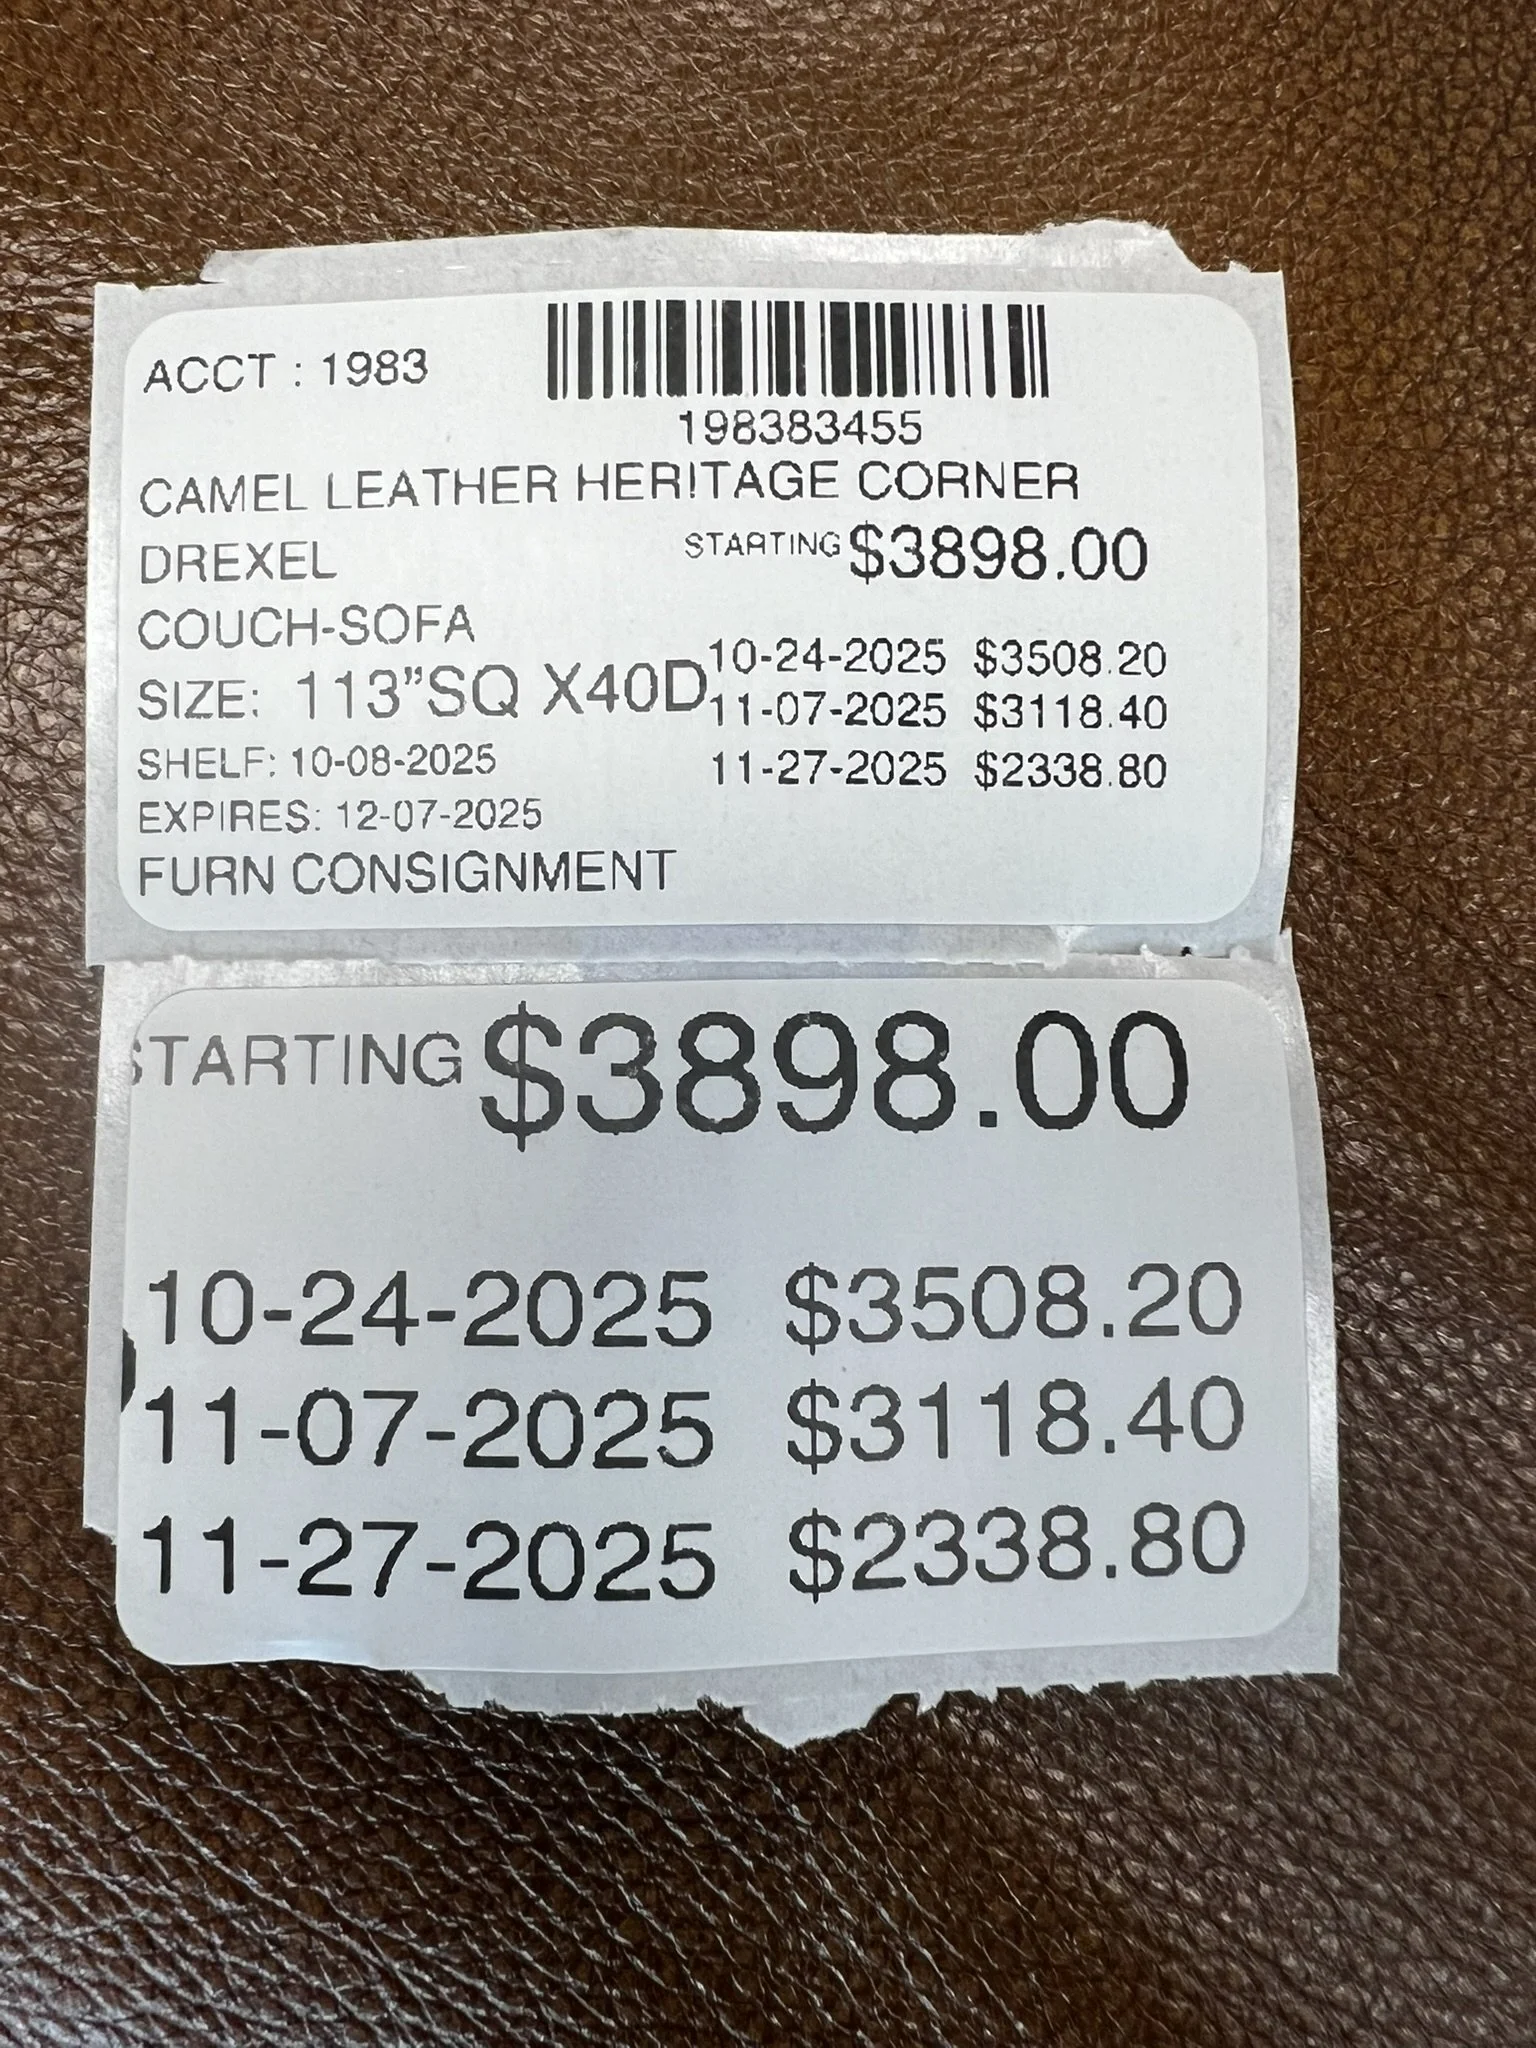 ACCT : 1983
198383455
CAMEL LEATHER HERITAGE CORNER
DREXEL STARTING $3898.00
COUCH-SOFA
SIZE: 113”SQ X40D
10-24-2025 $3508.20
11-07-2025 $3118.40
11-27-2025 $2338.80
SHELF: 10-08-2025
EXPIRES: 12-07-2025
FURN CONSIGNMENT
STARTING $3898.00
10-24-2025 $3508.20
11-07-2025 $3118.40
11-27-2025 $2338.80